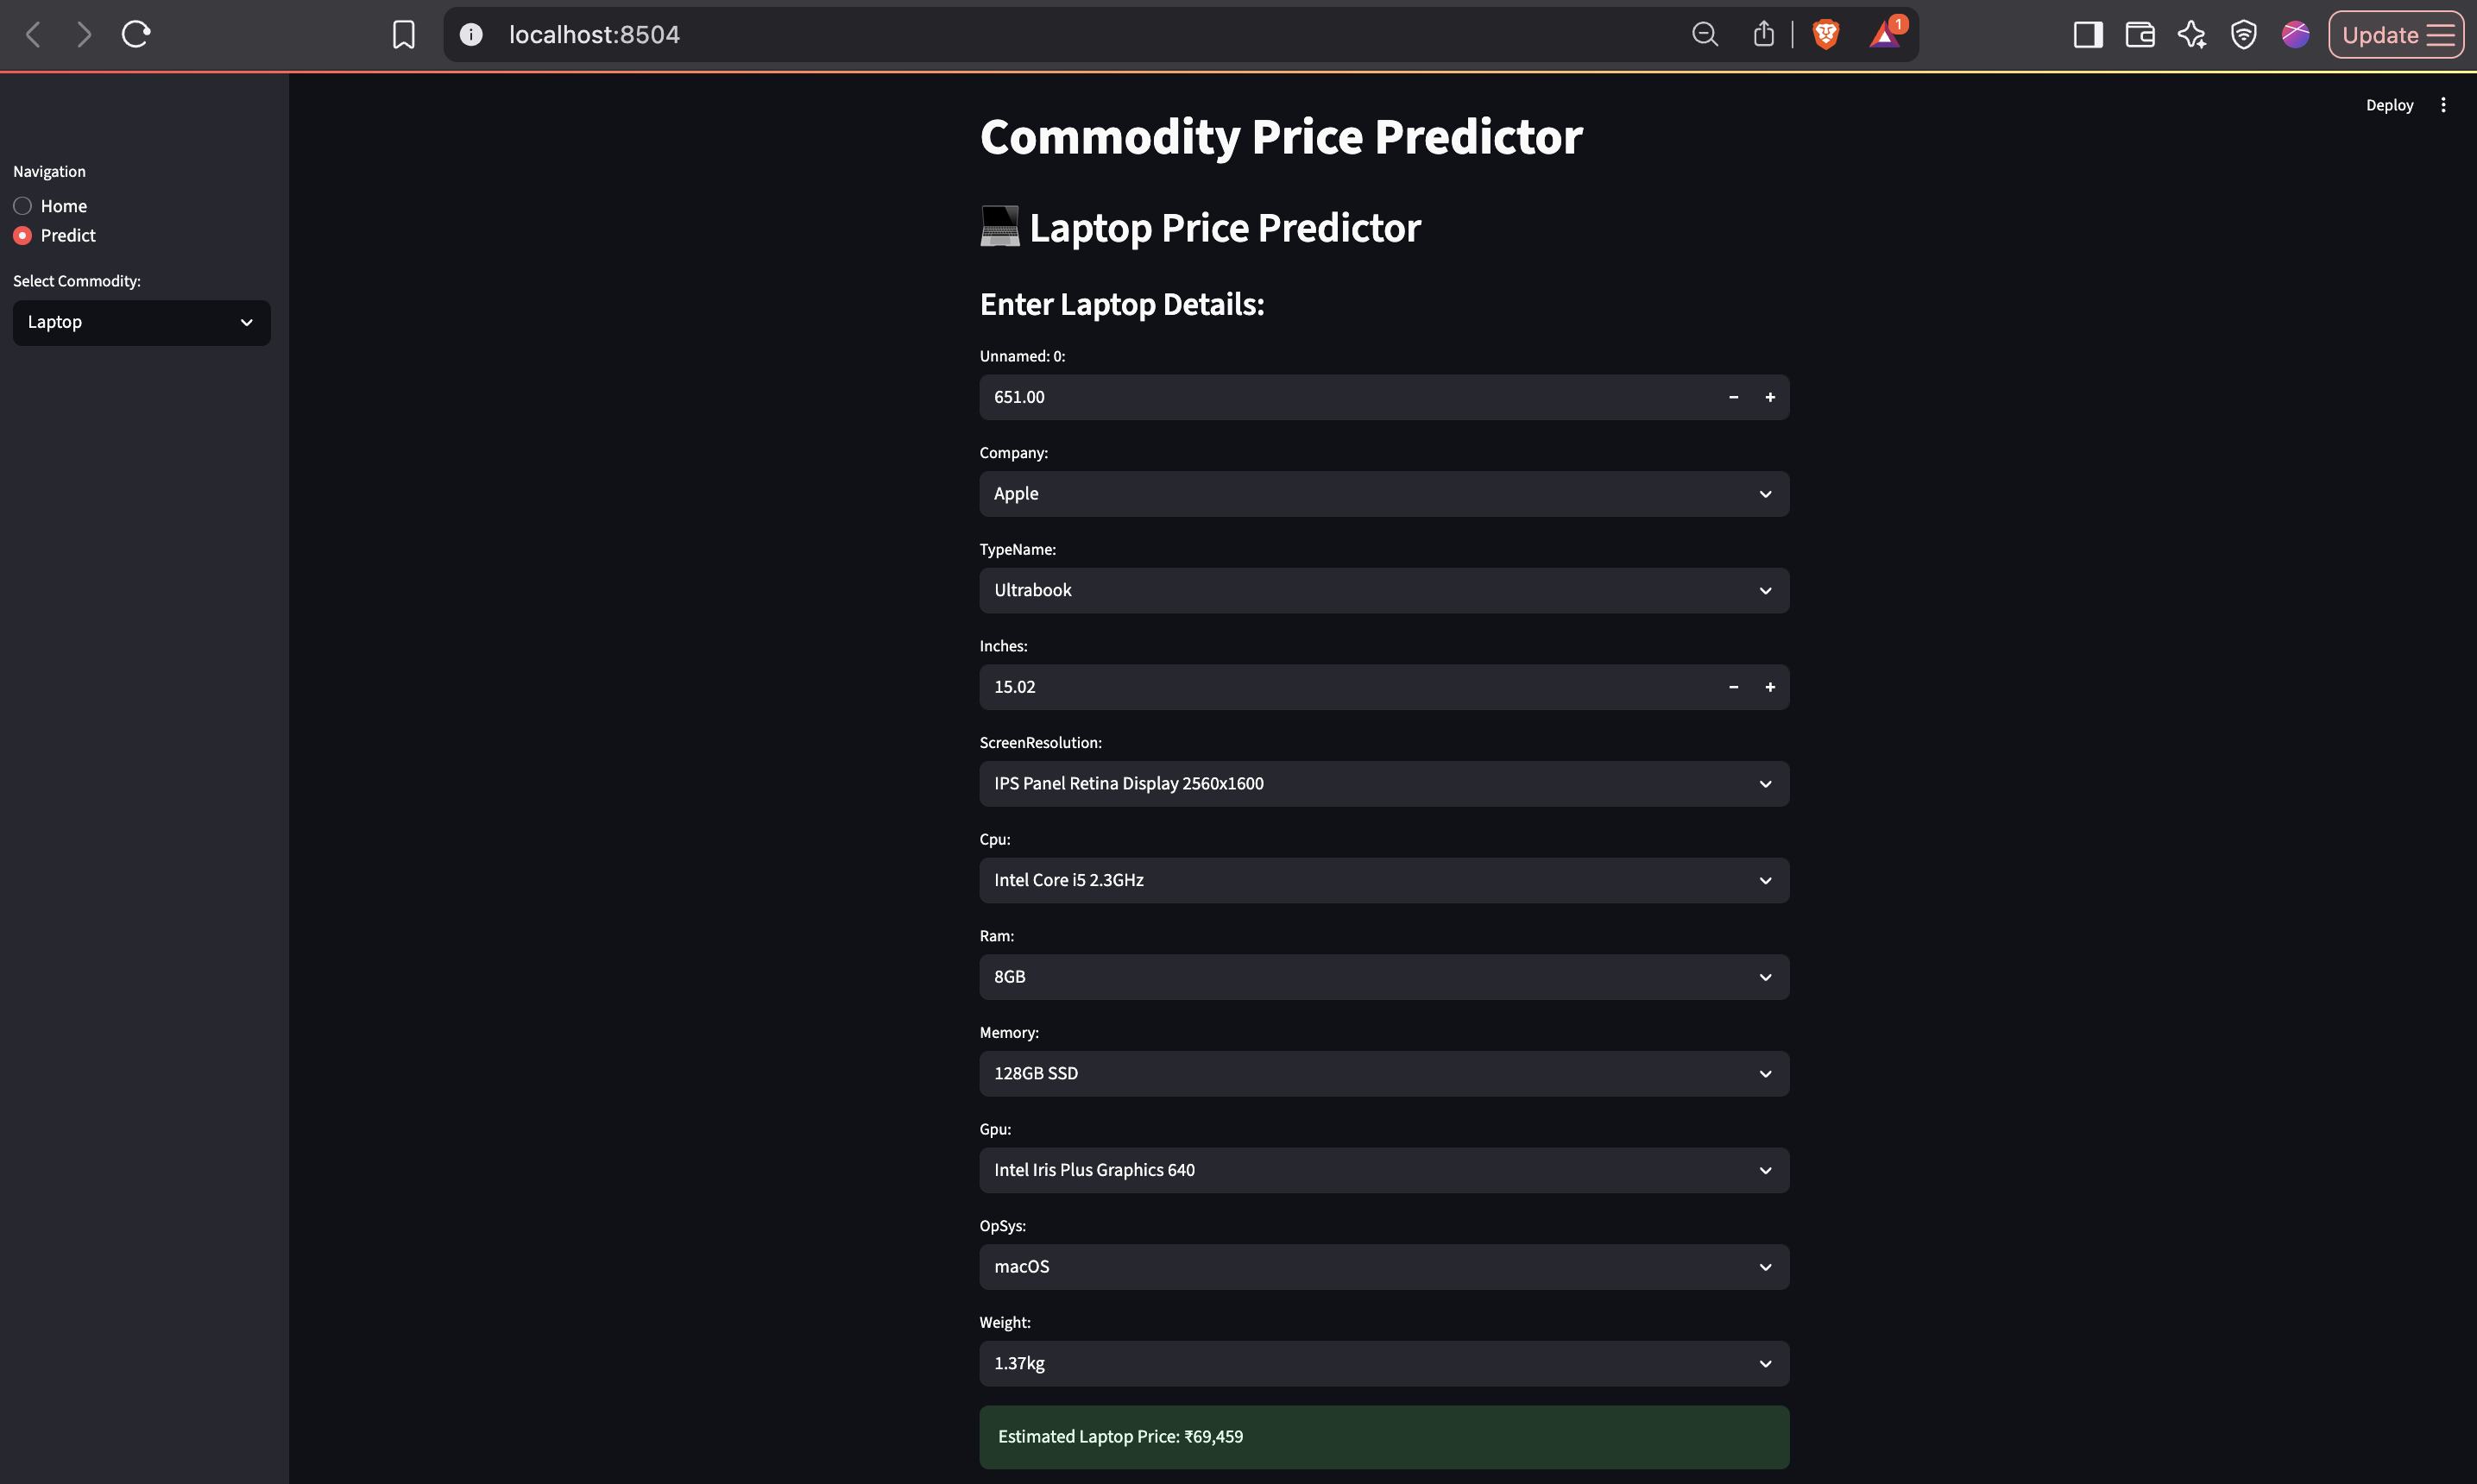 localhost:8504
1
Update
Deploy
Navigation
Home
Predict
Select Commodity:
Laptop
Commodity Price Predictor
Laptop Price Predictor
Enter Laptop Details:
Unnamed: 0:
651.00
Company:
Apple
TypeName:
Ultrabook
Inches:
15.02
ScreenResolution:
IPS Panel Retina Display 2560x1600
Cpu:
Intel Core i5 2.3GHz
Ram:
8GB
Memory:
128GB SSD
Gpu:
Intel Iris Plus Graphics 640
OpSys:
macOS
Weight:
1.37kg
Estimated Laptop Price: ₹69,459